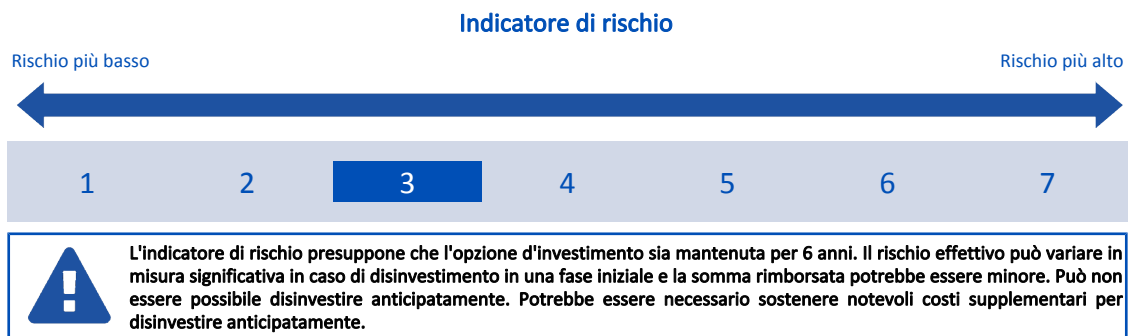 Indicatore di rischio
Rischio più basso Rischio più alto
1 2 3 4 5 6 7
L'indicatore di rischio presuppone che l'opzione d'investimento sia mantenuta per 6 anni. Il rischio effettivo può variare in
misura significativa in caso di disinvestimento in una fase iniziale e la somma rimborsata potrebbe essere minore. Può non
essere possibile disinvestire anticipatamente. Potrebbe essere necessario sostenere notevoli costi supplementari per
disinvestire anticipatamente.